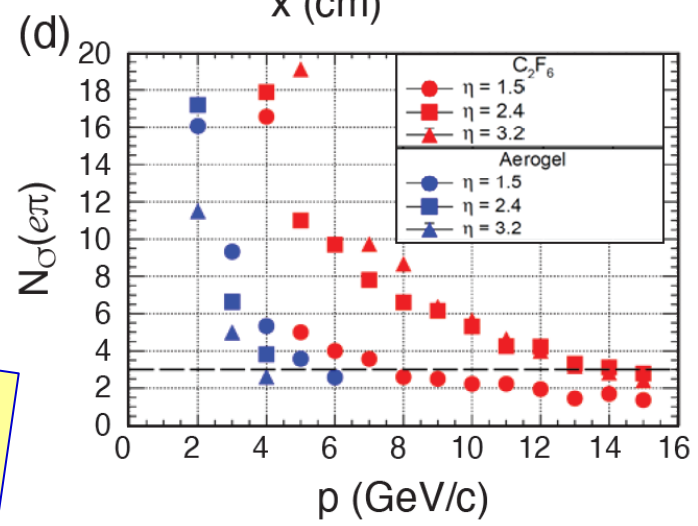 x (cm)
(d)
C₂F₆
η = 1.5
η = 2.4
η = 3.2
Aerogel
η = 1.5
η = 2.4
η = 3.2
20
18
16
14
12
10
8
6
4
2
0
Nσ(eπ)
0 2 4 6 8 10 12 14 16
p (GeV/c)